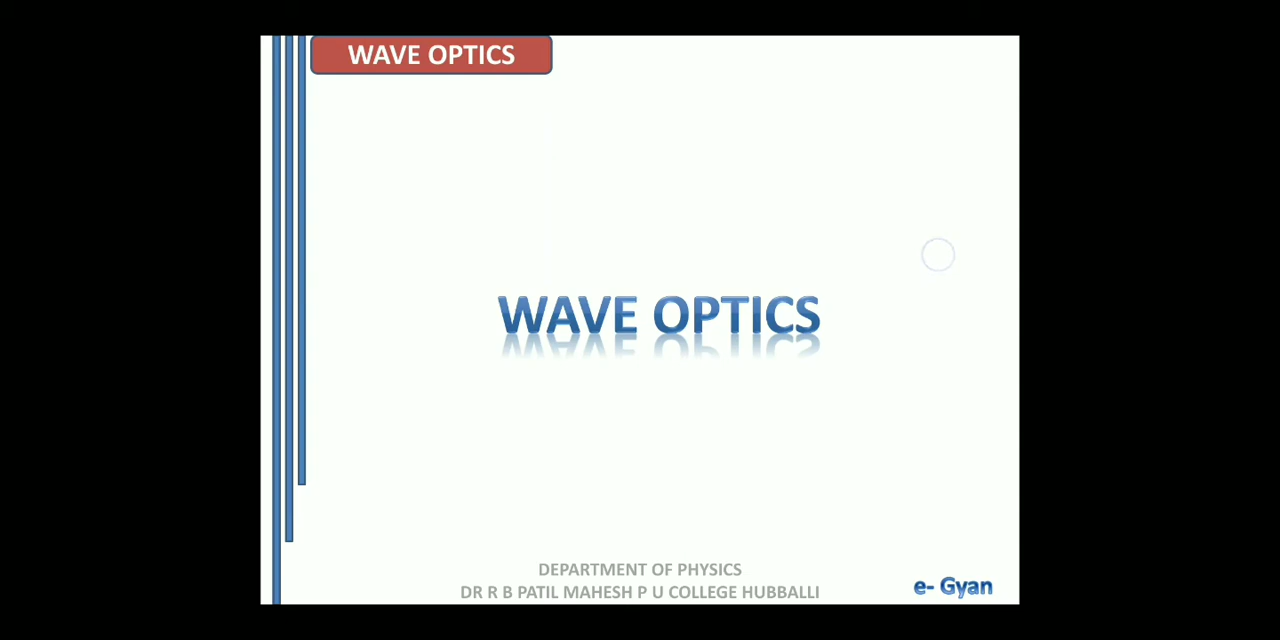 WAVE OPTICS
WAVE OPTICS
DEPARTMENT OF PHYSICS
DR R B PATIL MAHESH P U COLLEGE HUBBALLI
e- Gyan